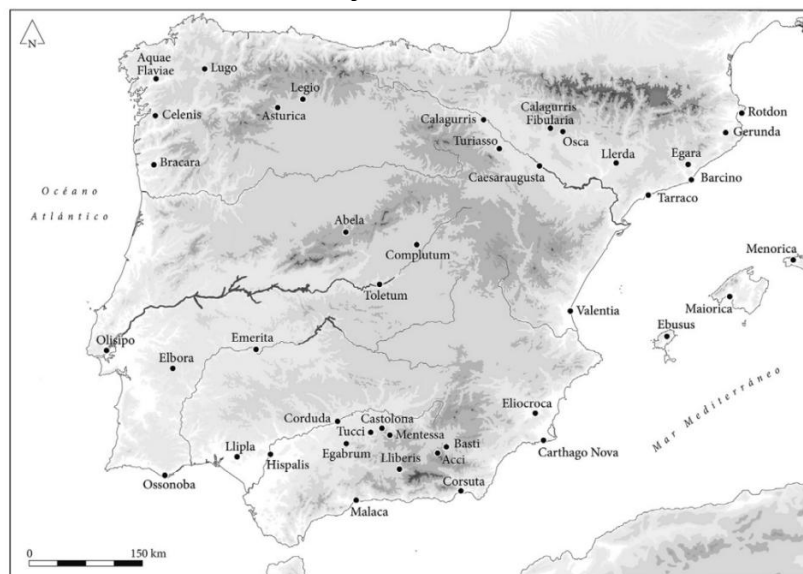 N
Aquae
Flaviae
Lugo
Legio
Asturica
Celenis
Bracara
Calagurris
Turiasso
Calagurris
Fibularia
Osca
Caesaraugusta
Llerda
Rotdon
Gerunda
Egara
Barcino
Tarraco
Océano
Atlántico
Abela
Complutum
Toletum
Menorica
Maiorica
Ebusus
Valentia
Olisipo
Elbora
Emerita
Mar Mediterráneo
Eliocroca
Carthago Nova
Corduda
Castolona
Tucci
Mentessa
Egabrum
Basti
Acci
Lliberis
Llipla
Hispalis
Ossonoba
Corsuta
Malaca
0 150 km